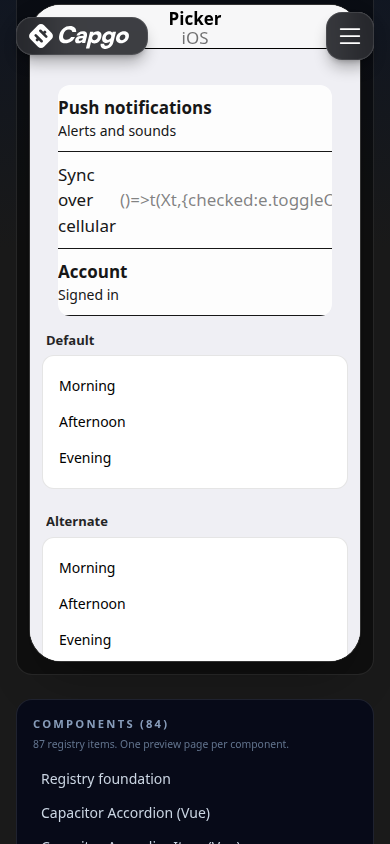 Capgo
Picker
iOS
Push notifications
Alerts and sounds
Sync
over
cellular
()=>t(Xt,{checked:e.toggleC
Account
Signed in
Default
Morning
Afternoon
Evening
Alternate
Morning
Afternoon
Evening
COMPONENTS (84)
87 registry items. One preview page per component.
Registry foundation
Capacitor Accordion (Vue)